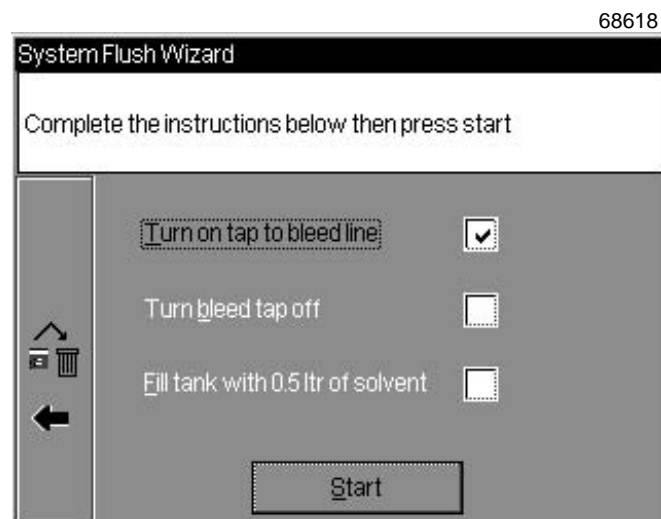 68618
System Flush Wizard
Complete the instructions below then press start
Turn on tap to bleed line
Turn bleed tap off
Fill tank with 0.5 ltr of solvent
Start